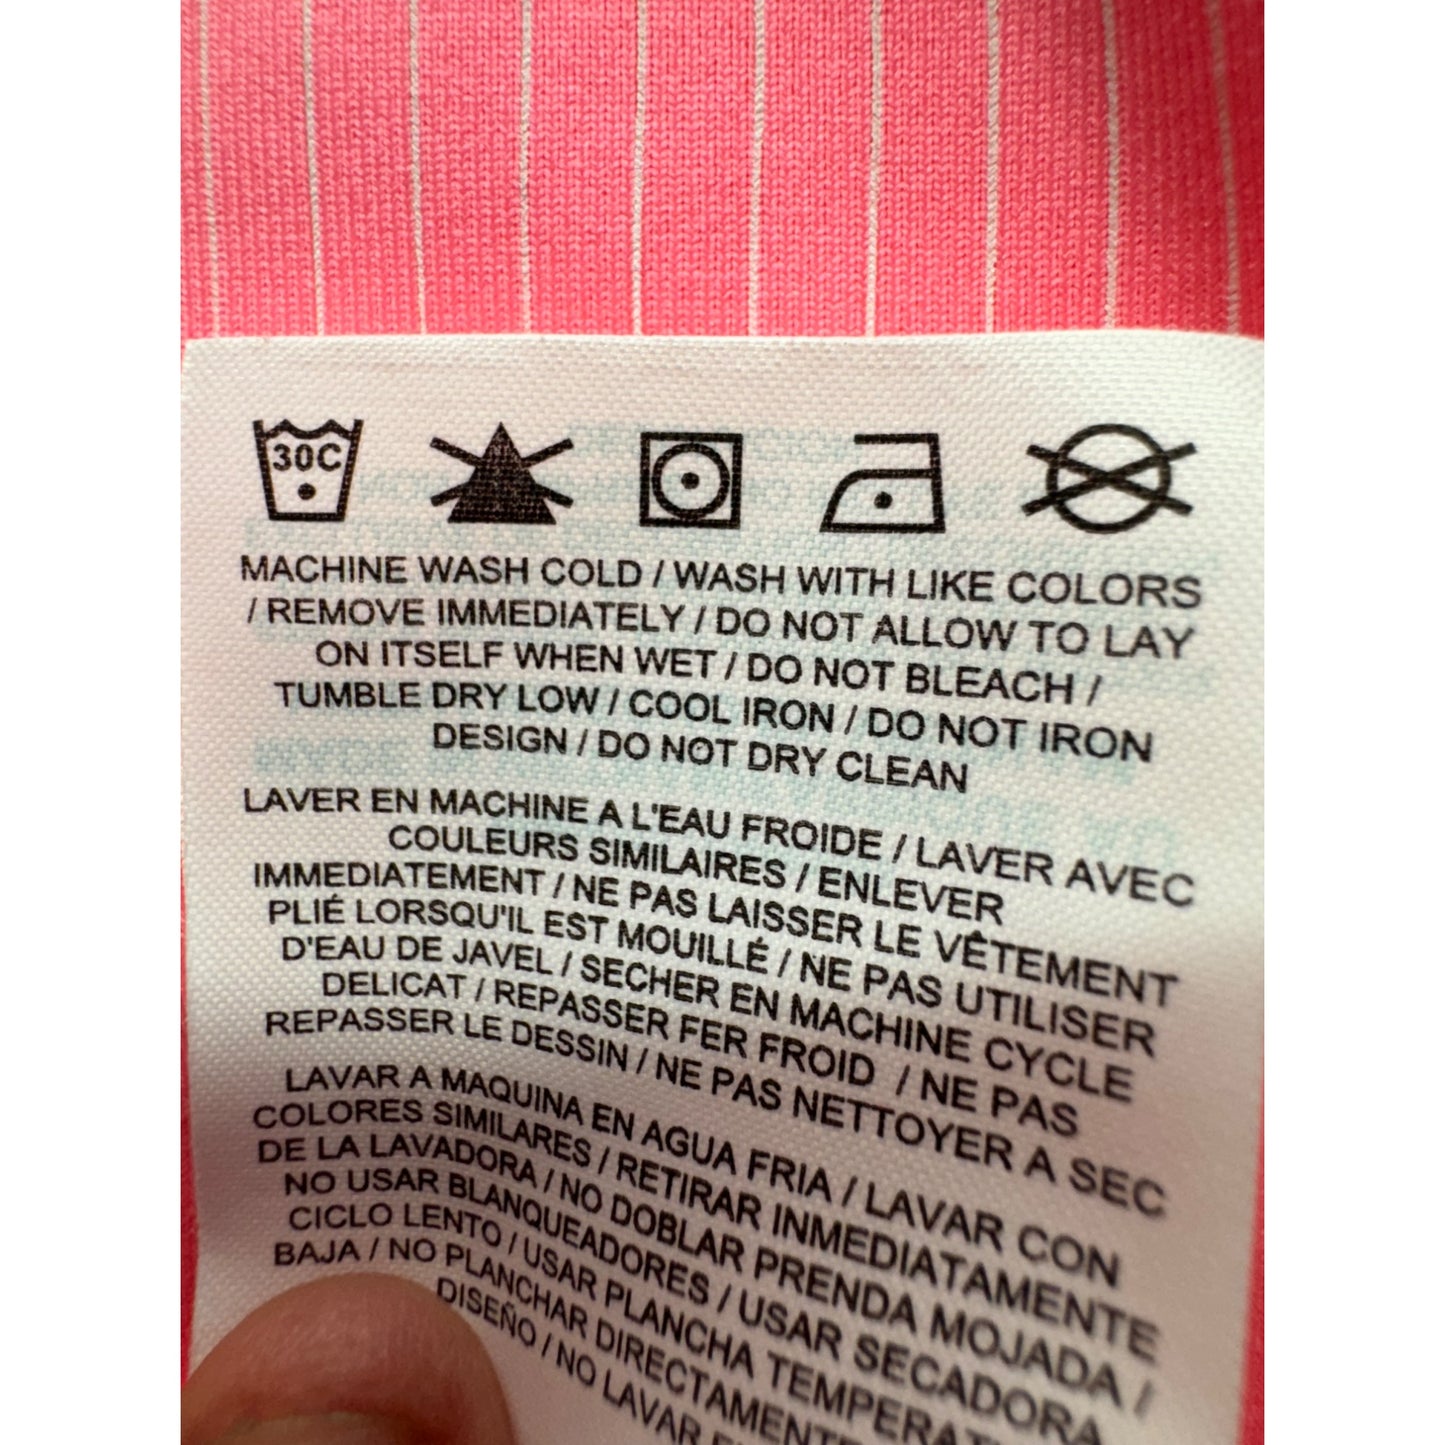 30C
MACHINE WASH COLD / WASH WITH LIKE COLORS
/ REMOVE IMMEDIATELY / DO NOT ALLOW TO LAY
ON ITSELF WHEN WET / DO NOT BLEACH /
TUMBLE DRY LOW / COOL IRON / DO NOT IRON
DESIGN / DO NOT DRY CLEAN
LAVER EN MACHINE A L'EAU FROIDE / LAVER AVEC
COULEURS SIMILAIRES / ENLEVER
IMMEDIATEMENT / NE PAS LAISSER LE VÊTEMENT
PLIÉ LORSQU'IL EST MOUILLÉ / NE PAS UTILISER
D'EAU DE JAVEL / SECHER EN MACHINE CYCLE
DELICAT / REPASSER FER FROID / NE PAS
REPASSER LE DESSIN / NE PAS NETTOYER A SEC
LAVAR A MAQUINA EN AGUA FRIA / LAVAR CON
COLORES SIMILARES / RETIRAR INMEDIATAMENTE
DE LA LAVADORA / NO DOBLAR PRENDA MOJADA /
NO USAR BLANQUEADORES / USAR SECADORA
CICLO LENTO / USAR PLANCHA
BAJA / NO PLANCHAR
DISEÑO / NO LAVAR